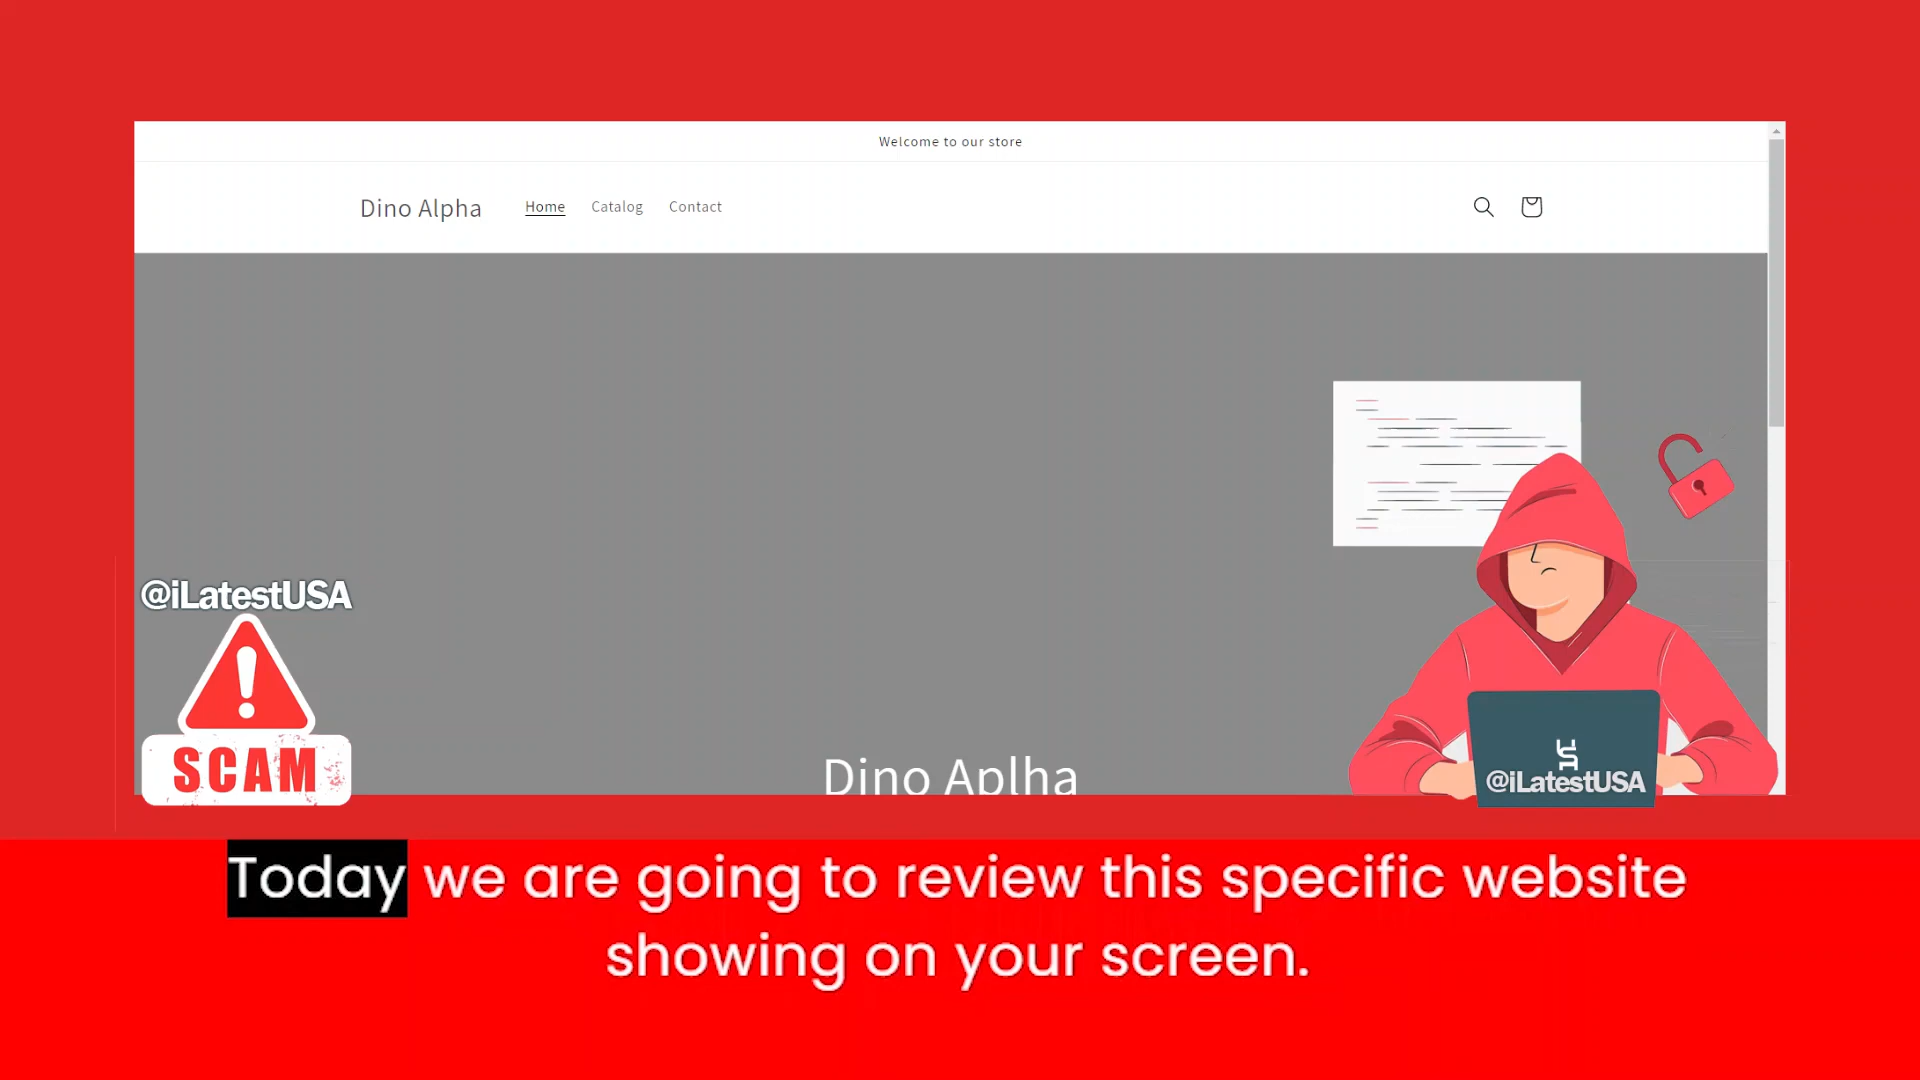 Welcome to our store
Dino Alpha
Home Catalog Contact
@iLatestUSA
SCAM
Dino Aplha
@iLatestUSA
Today we are going to review this specific website
showing on your screen.